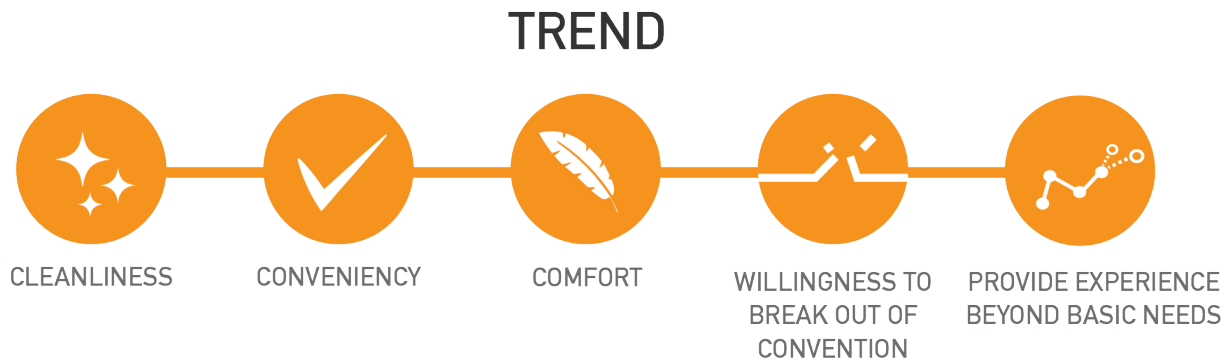 TREND
CLEANLINESS
CONVENIENCY
COMFORT
WILLINGNESS TO
BREAK OUT OF
CONVENTION
PROVIDE EXPERIENCE
BEYOND BASIC NEEDS